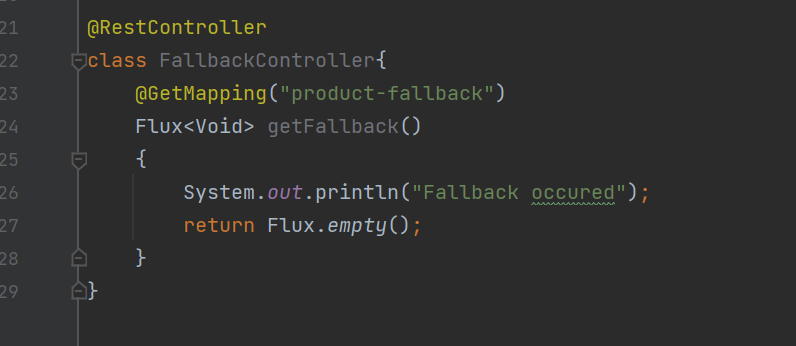 21 @RestController
22 class FallbackController{
23 @GetMapping("product-fallback")
24 Flux<Void> getFallback()
25 {
26 System.out.println("Fallback occured");
27 return Flux.empty();
28 }
29 }